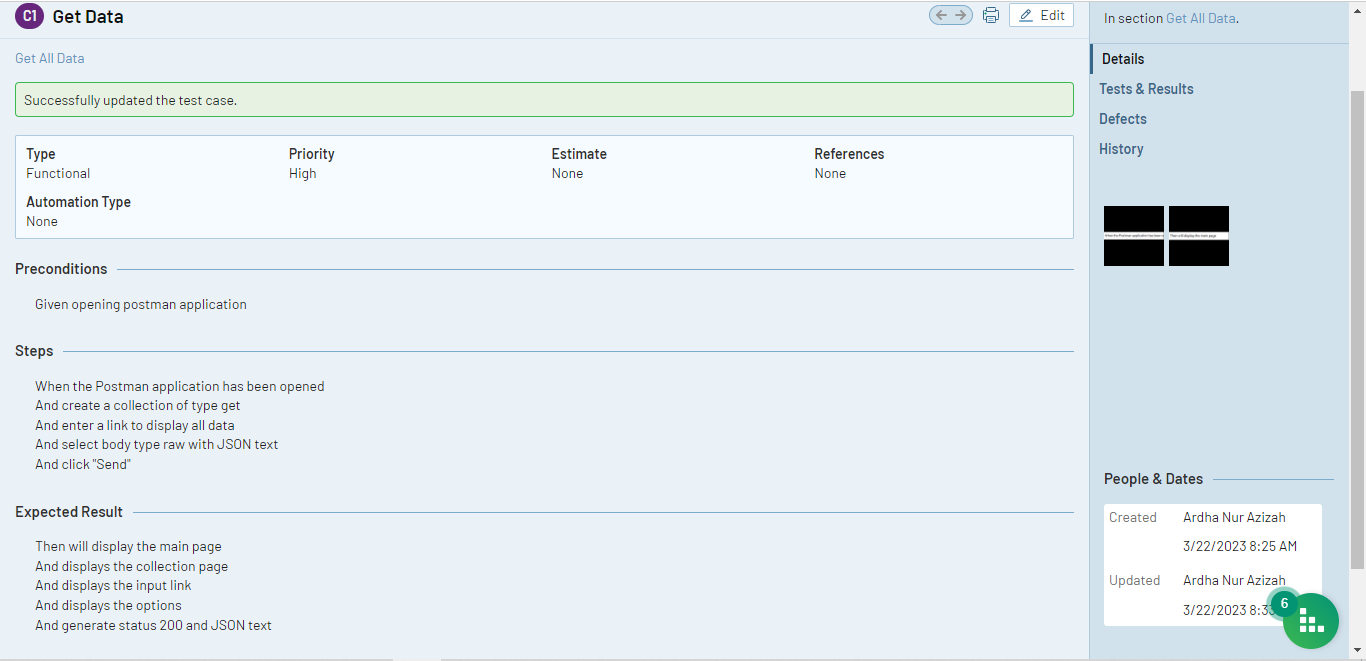 C1 Get Data
Edit
Get All Data
Successfully updated the test case.
Type Priority Estimate References
Functional High None None
Automation Type
None
Preconditions
Given opening postman application
Steps
When the Postman application has been opened
And create a collection of type get
And enter a link to display all data
And select body type raw with JSON text
And click "Send"
Expected Result
Then will display the main page
And displays the collection page
And displays the input link
And displays the options
And generate status 200 and JSON text
In section Get All Data.
Details
Tests & Results
Defects
History
When the Postman application has been
Then will display the main page
People & Dates
Created Ardha Nur Azizah
3/22/2023 8:25 AM
Updated Ardha Nur Azizah
3/22/2023
6